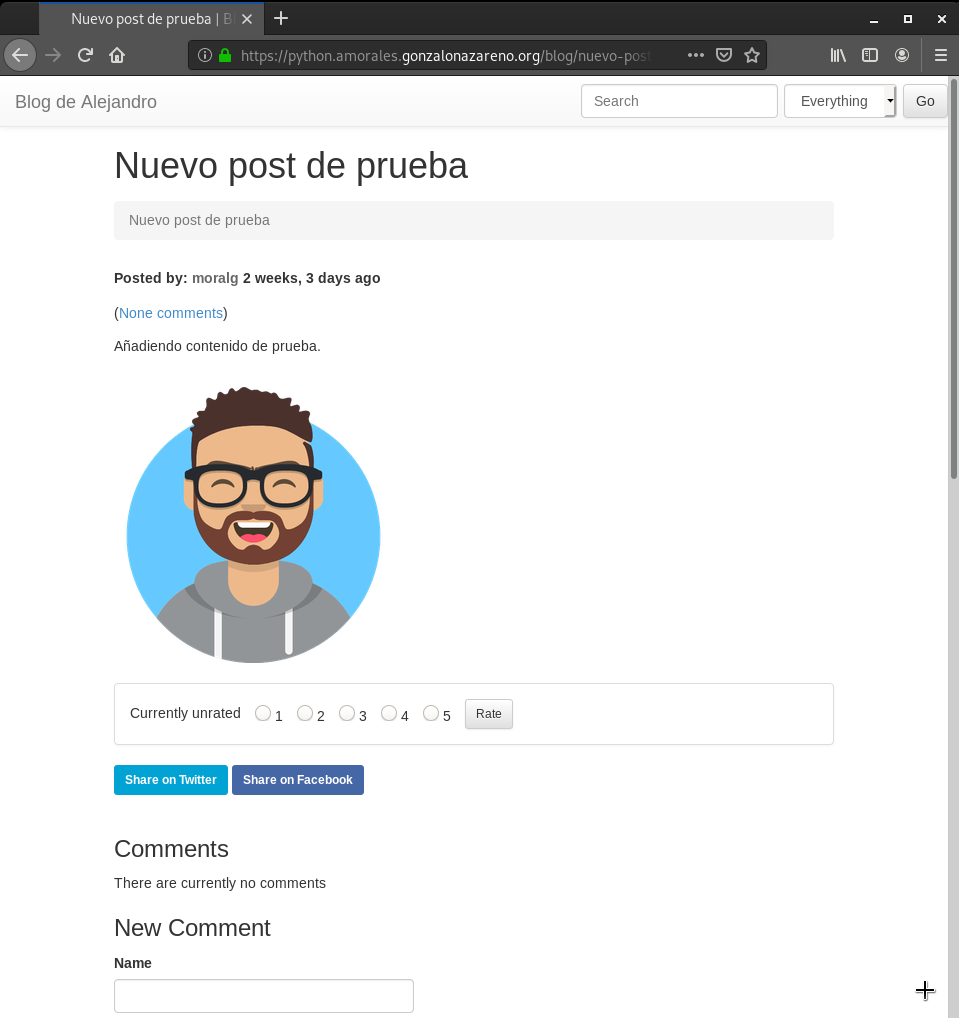 Nuevo post de prueba | Bl
https://python.amorales.gonzalonazareno.org/blog/nuevo-post
Blog de Alejandro
Search
Everything
Go
Nuevo post de prueba
Nuevo post de prueba
Posted by: moralg 2 weeks, 3 days ago
(None comments)
Añadiendo contenido de prueba.
Currently unrated 1 2 3 4 5 Rate
Share on Twitter Share on Facebook
Comments
There are currently no comments
New Comment
Name